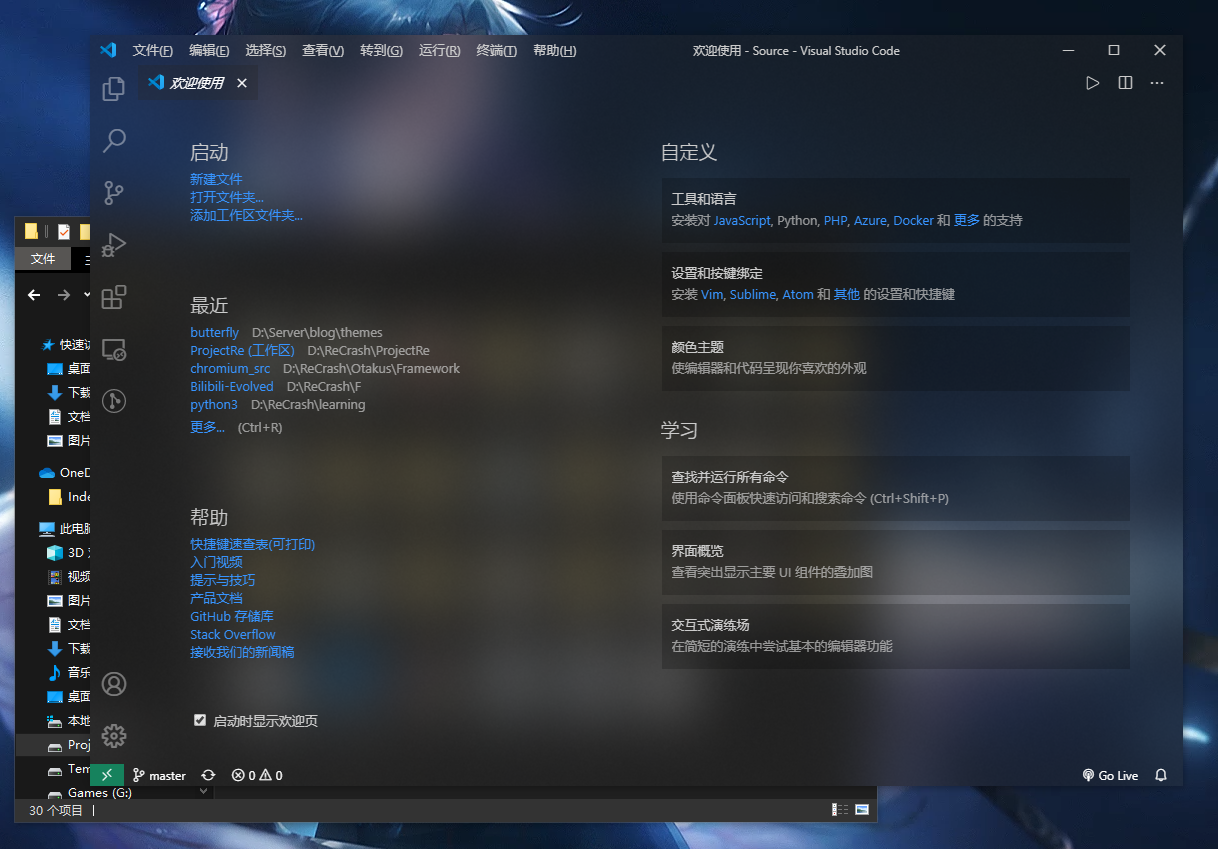 文件(F) 编辑(E) 选择(S) 查看(V) 转到(G) 运行(R) 终端(T) 帮助(H) 欢迎使用 - Source - Visual Studio Code
欢迎使用
启动
新建文件
打开文件夹...
添加工作区文件夹...
最近
butterfly D:\Server\blog\themes
ProjectRe (工作区) D:\ReCrash\ProjectRe
chromium_src D:\ReCrash\Otakus\Framework
Bilibili-Evolved D:\ReCrash\F
python3 D:\ReCrash\learning
更多... (Ctrl+R)
帮助
快捷键速查表(可打印)
入门视频
提示与技巧
产品文档
GitHub 存储库
Stack Overflow
接收我们的新闻稿
启动时显示欢迎页
自定义
工具和语言
安装对 JavaScript, Python, PHP, Azure, Docker 和 更多 的支持
设置和按键绑定
安装 Vim, Sublime, Atom 和 其他 的设置和快捷键
颜色主题
使编辑器和代码呈现你喜欢的外观
学习
查找并运行所有命令
使用命令面板快速访问和搜索命令 (Ctrl+Shift+P)
界面概览
查看突出显示主要 UI 组件的叠加图
交互式演练场
在简短的演练中尝试基本的编辑器功能
master 0 0 Go Live
文件
快速
桌面
下载
文档
图片
OneD
Inde
此电脑
3D
视频
图片
文档
下载
音乐
桌面
本地
Proj
Tem
Games (G:)
30 个项目